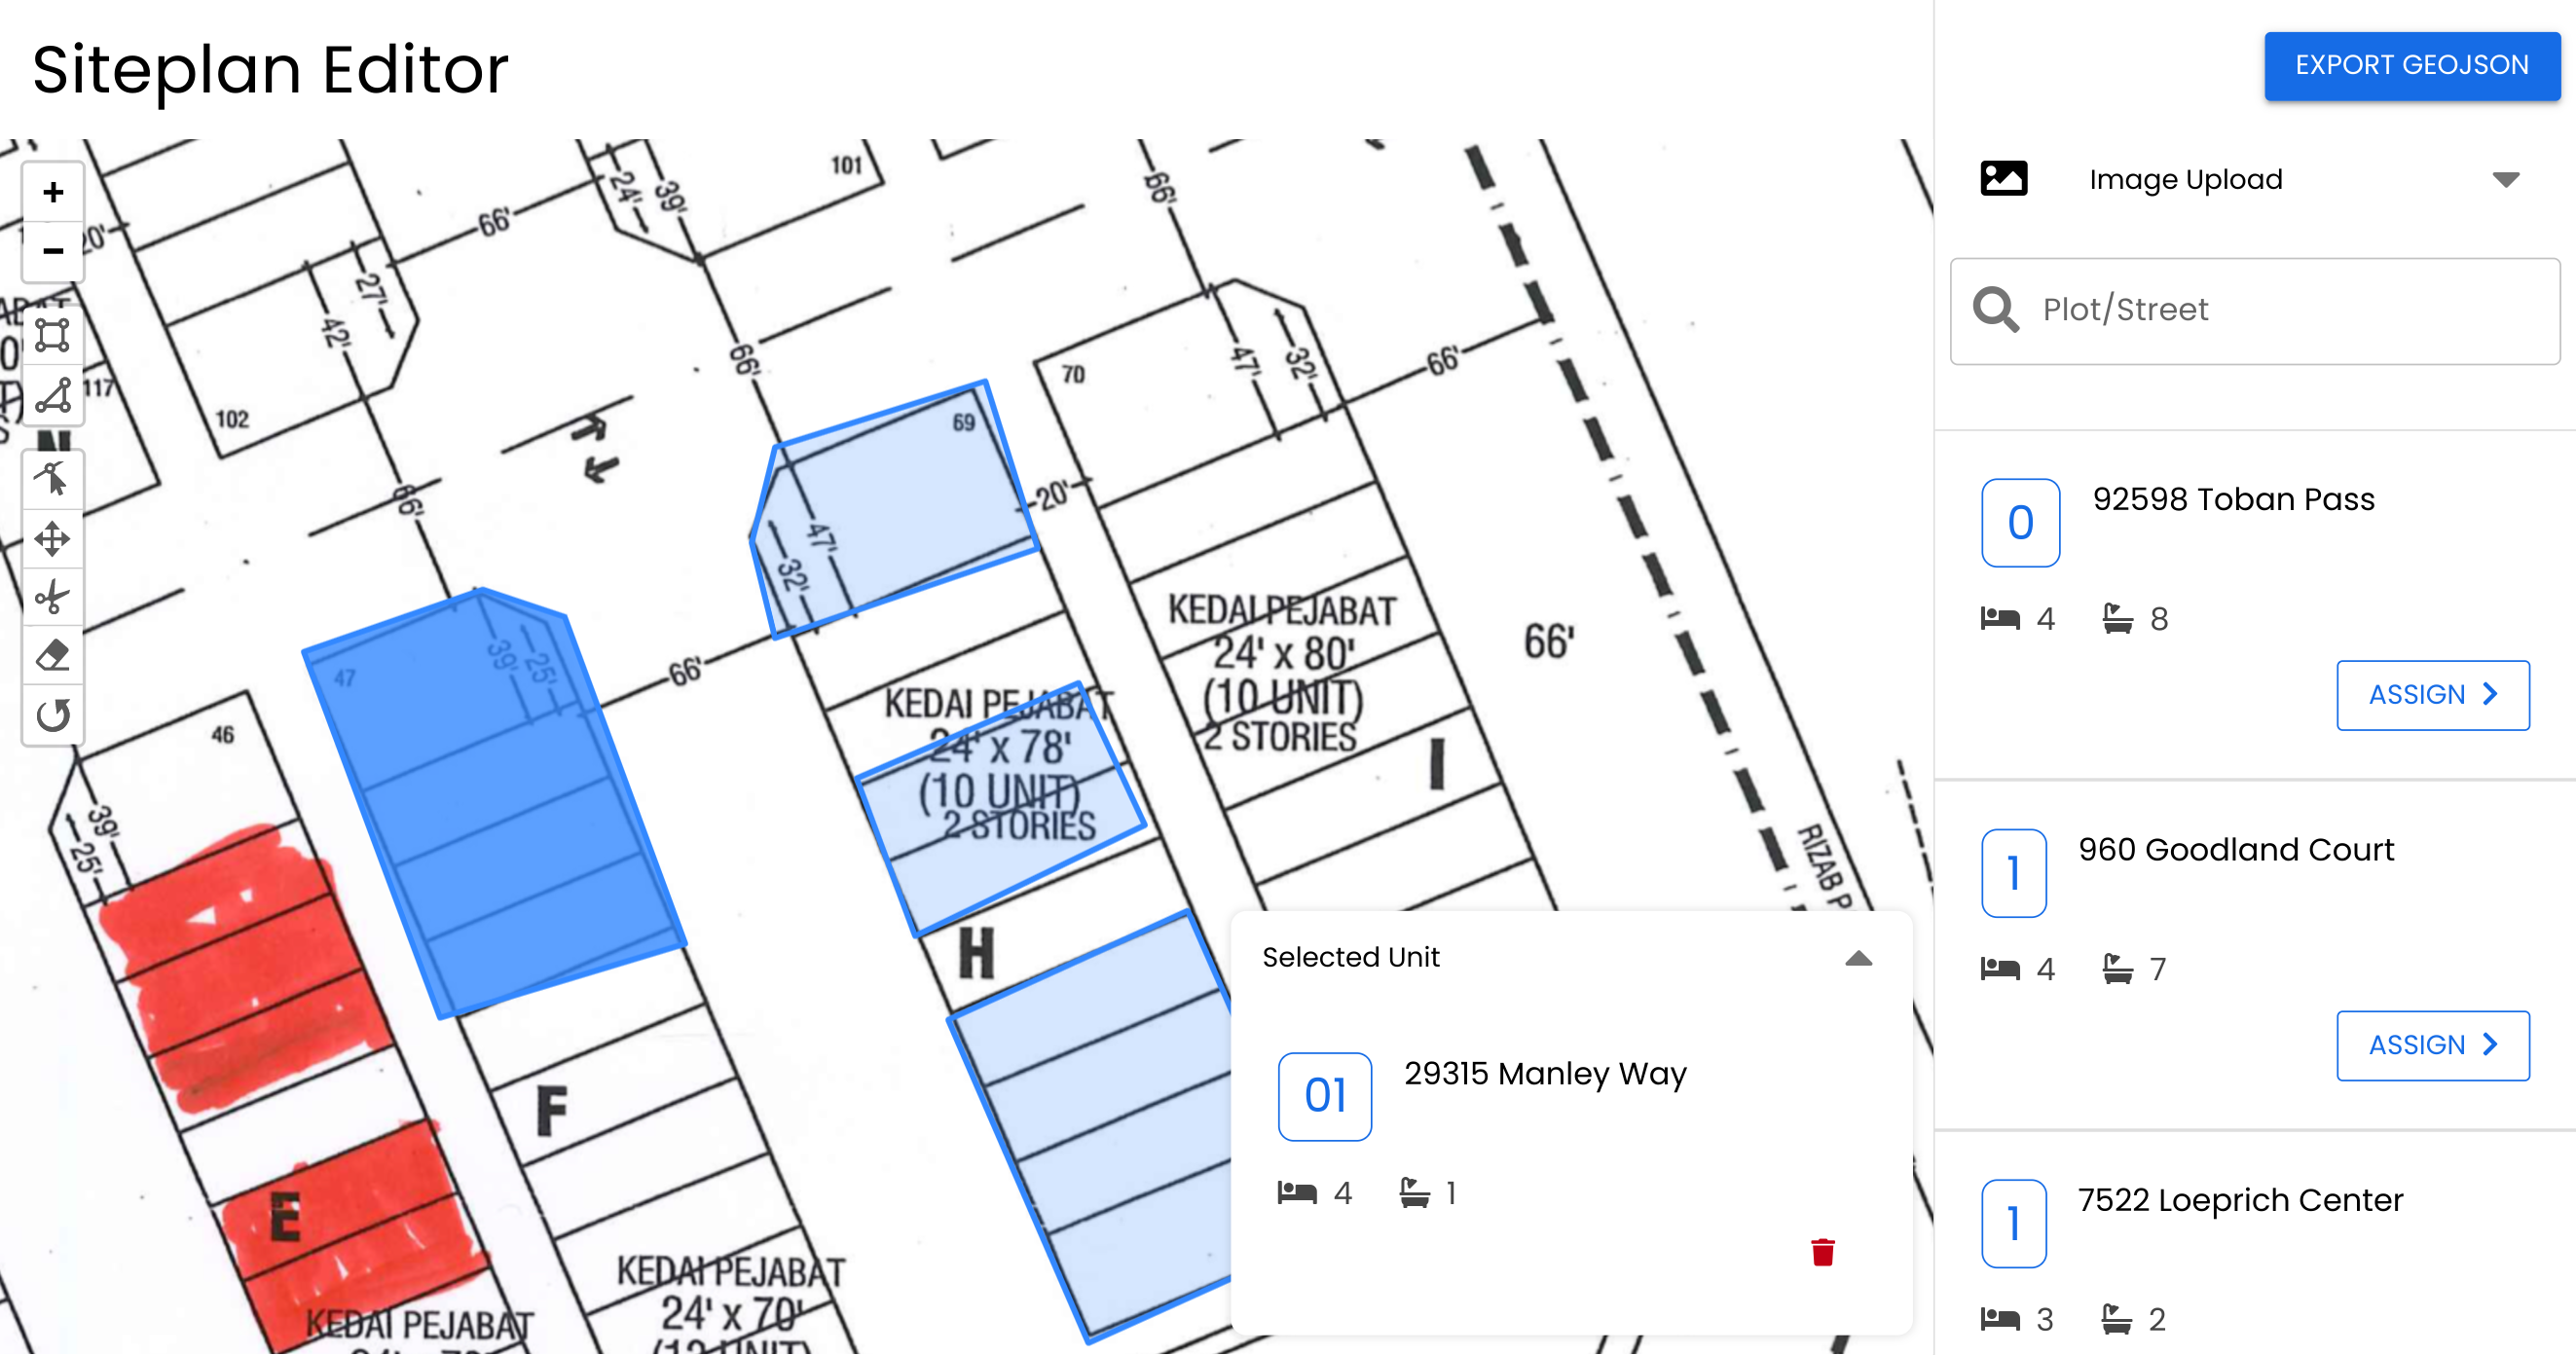 Siteplan Editor
EXPORT GEOJSON
Image Upload
Plot/Street
0
92598 Toban Pass
4
8
ASSIGN
1
960 Goodland Court
4
7
ASSIGN
1
7522 Loeprich Center
3
2
Selected Unit
01
29315 Manley Way
4
1
+
−
20'
66'
24'
39'
101
66'
27'
42'
117
102
N
66'
66'
69
70
47'
32'
66'
20'
47'
32'
47
39'
25'
66'
46
39'
25'
KEDAI PEJABAT
24' x 80'
(10 UNIT)
2 STORIES
I
66'
KEDAI PEJABAT
24' x 78'
(10 UNIT)
2 STORIES
H
RIZAB P
F
E
KEDAI PEJABAT
24' x 70'
(12 UNIT)
KEDAI PEJABAT